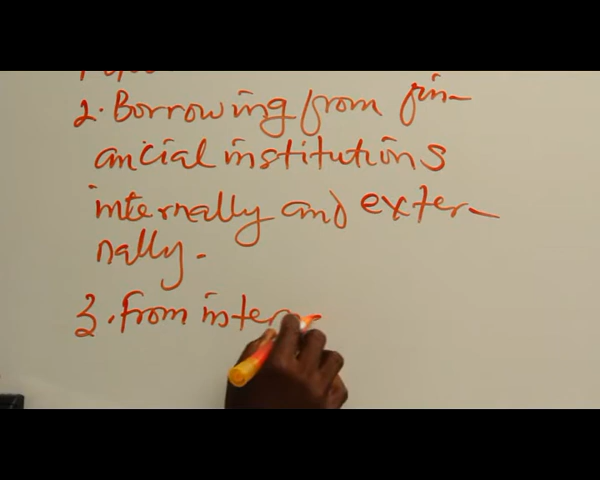 2. Borrowing from fin-
ancial institutions
internally and exter-
nally.
3. From inter